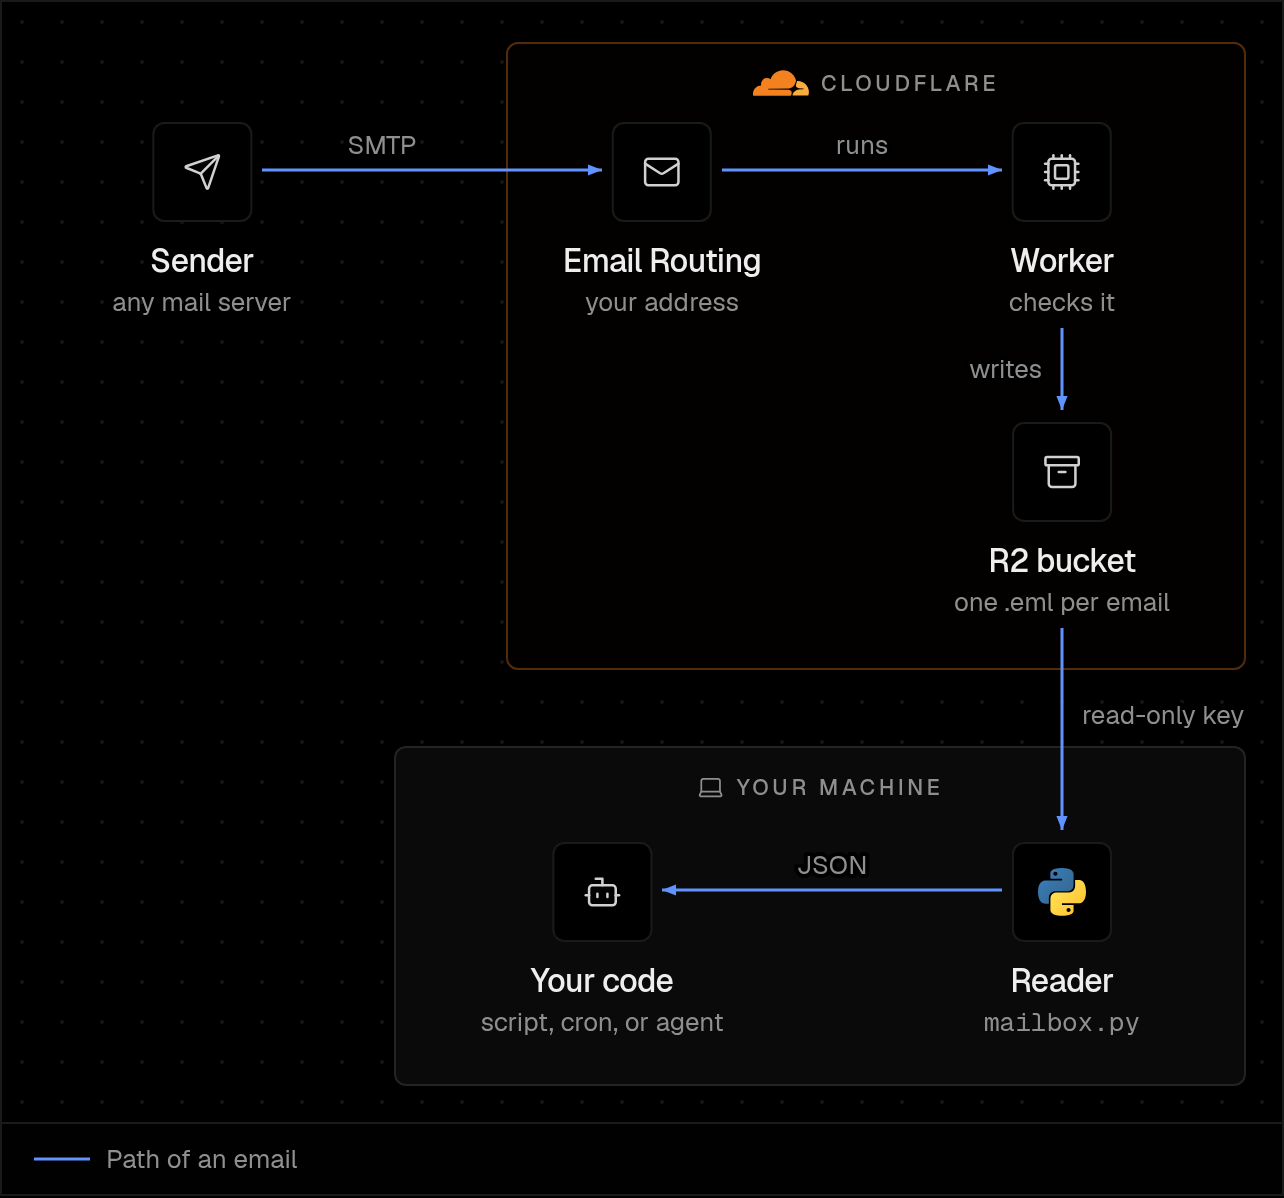 CLOUDFLARE
SMTP
runs
Sender
any mail server
Email Routing
your address
Worker
checks it
writes
R2 bucket
one .eml per email
read-only key
YOUR MACHINE
JSON
Your code
script, cron, or agent
Reader
mailbox.py
Path of an email